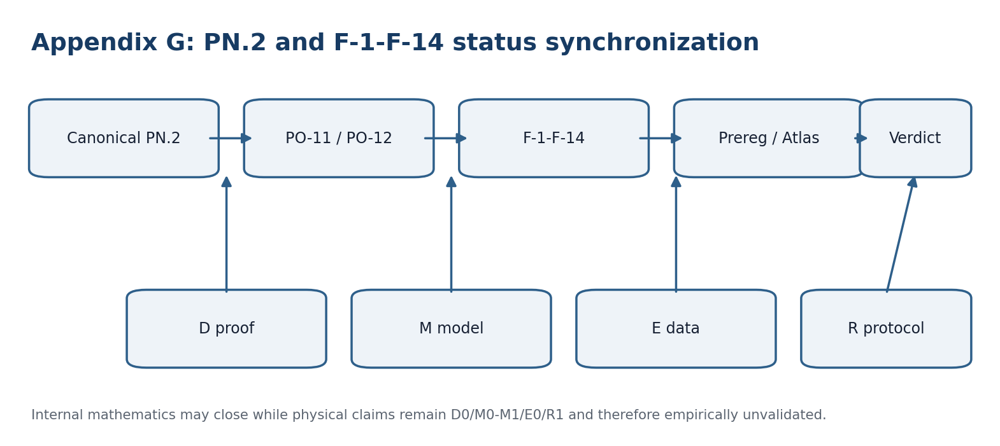 Appendix G: PN.2 and F-1-F-14 status synchronization
Canonical PN.2
PO-11 / PO-12
F-1-F-14
Prereg / Atlas
Verdict
D proof
M model
E data
R protocol
Internal mathematics may close while physical claims remain D0/M0-M1/E0/R1 and therefore empirically unvalidated.